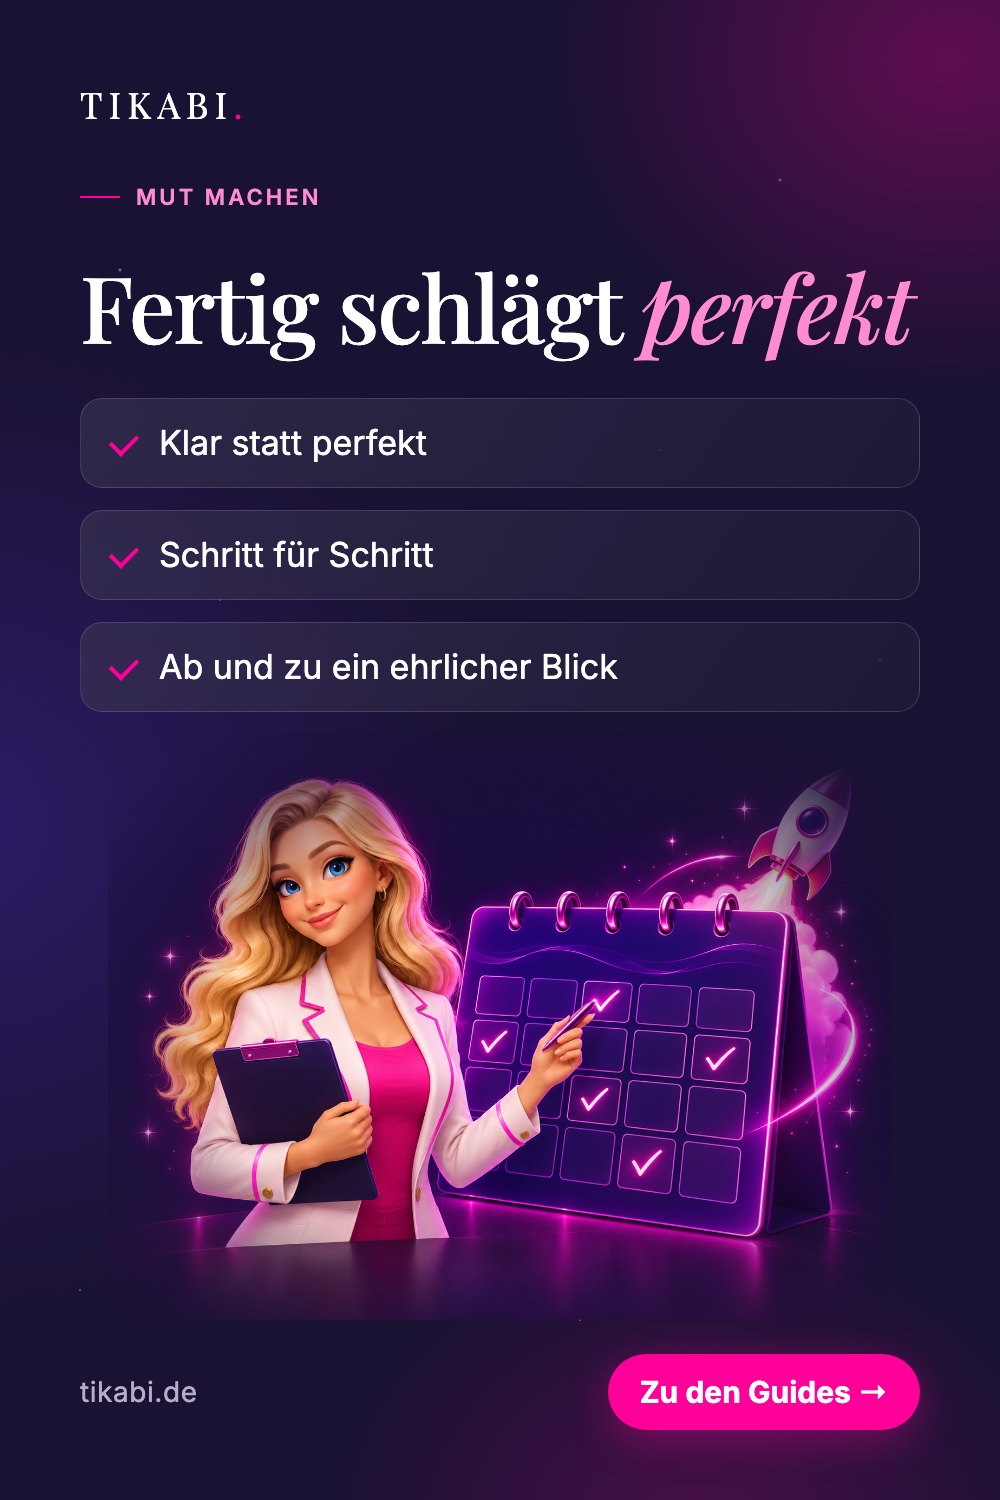 TIKABI.
MUT MACHEN
Fertig schlägt perfekt
Klar statt perfekt
Schritt für Schritt
Ab und zu ein ehrlicher Blick
tikabi.de
Zu den Guides →